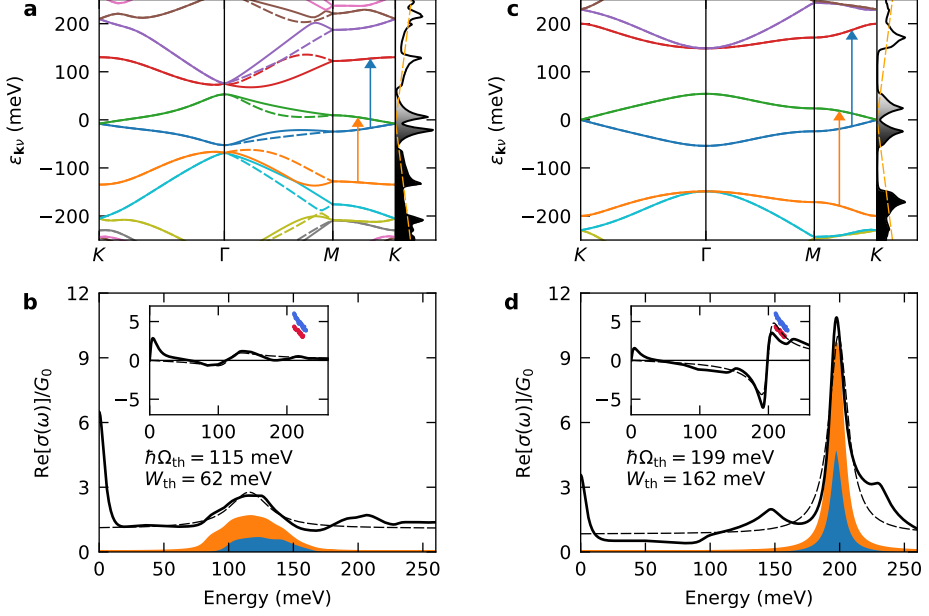 a
200
100
0
−100
−200
ε_kν (meV)
K
Γ
M
K
c
200
100
0
−100
−200
ε_kν (meV)
K
Γ
M
K
b
12
9
6
3
0
Re[σ(ω)]/G₀
5
0
−5
0
100
200
ℏΩ_th = 115 meV
W_th = 62 meV
0
50
100
150
200
250
Energy (meV)
d
12
9
6
3
0
Re[σ(ω)]/G₀
5
0
−5
0
100
200
ℏΩ_th = 199 meV
W_th = 162 meV
0
50
100
150
200
250
Energy (meV)